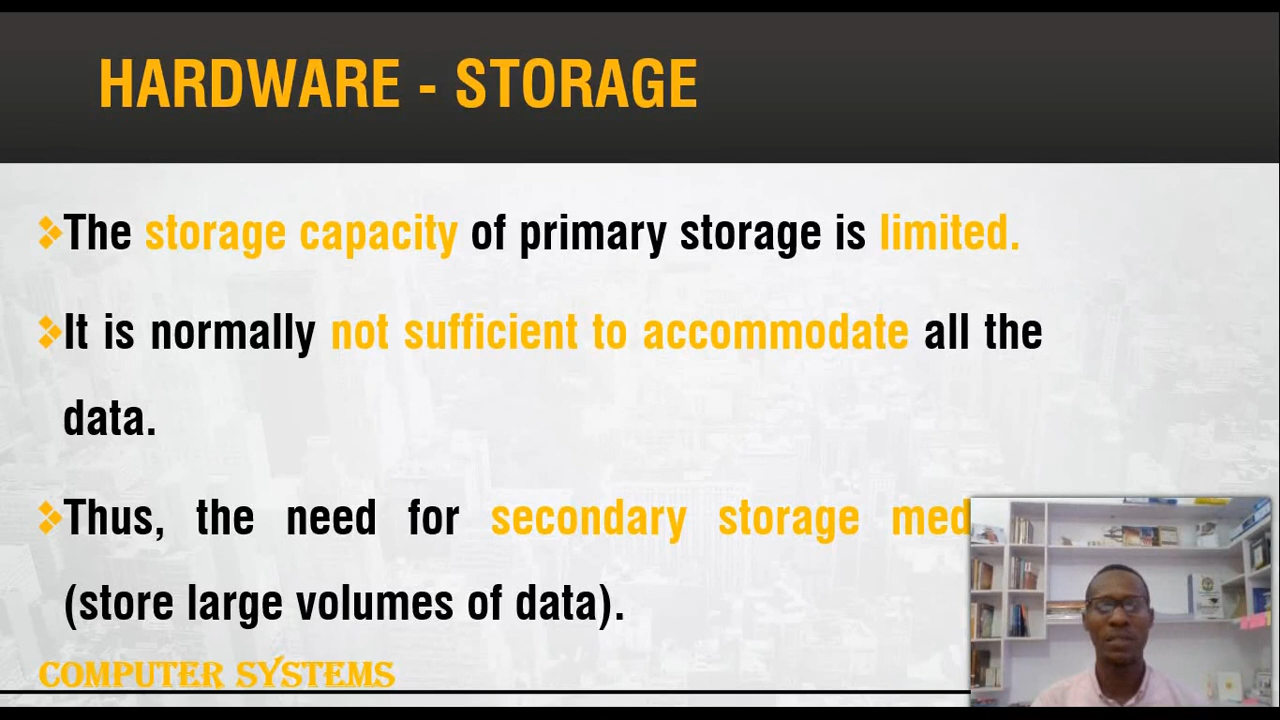 HARDWARE - STORAGE
The storage capacity of primary storage is limited.
It is normally not sufficient to accommodate all the
data.
Thus, the need for secondary storage
(store large volumes of data).
COMPUTER SYSTEMS